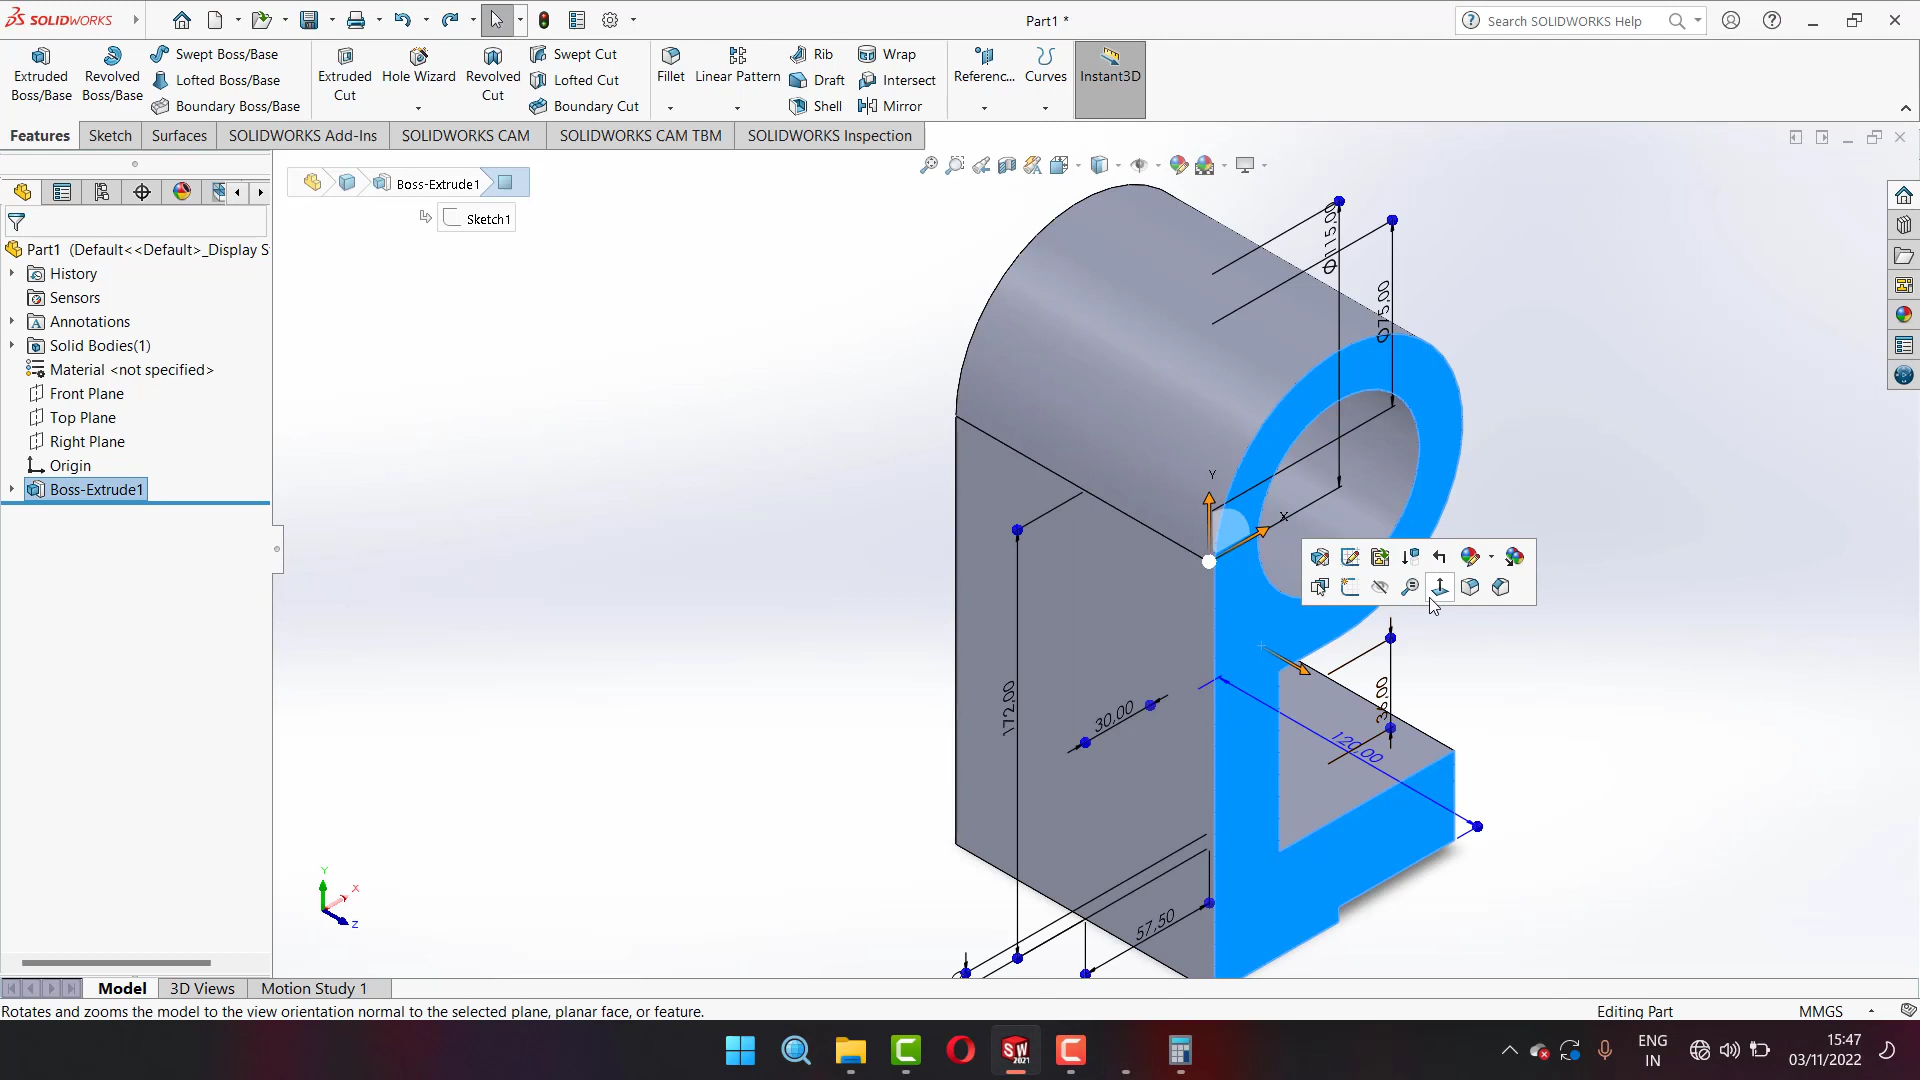 SOLIDWORKS
Part1 *
Search SOLIDWORKS Help
Extruded Boss/Base
Revolved Boss/Base
Swept Boss/Base
Lofted Boss/Base
Boundary Boss/Base
Extruded Cut
Hole Wizard
Revolved Cut
Swept Cut
Lofted Cut
Boundary Cut
Fillet
Linear Pattern
Rib
Draft
Shell
Wrap
Intersect
Mirror
Referenc...
Curves
Instant3D
Features
Sketch
Surfaces
SOLIDWORKS Add-Ins
SOLIDWORKS CAM
SOLIDWORKS CAM TBM
SOLIDWORKS Inspection
Boss-Extrude1
Sketch1
Part1 (Default<<Default>_Display S
History
Sensors
Annotations
Solid Bodies(1)
Material <not specified>
Front Plane
Top Plane
Right Plane
Origin
Boss-Extrude1
Φ115,00
Φ75,00
Y
X
172,00
30,00
36,00
120,00
57,50
Y
X
Z
Model
3D Views
Motion Study 1
Rotates and zooms the model to the view orientation normal to the selected plane, planar face, or feature.
Editing Part
MMGS
SW
2021
ENG
IN
15:47
03/11/2022